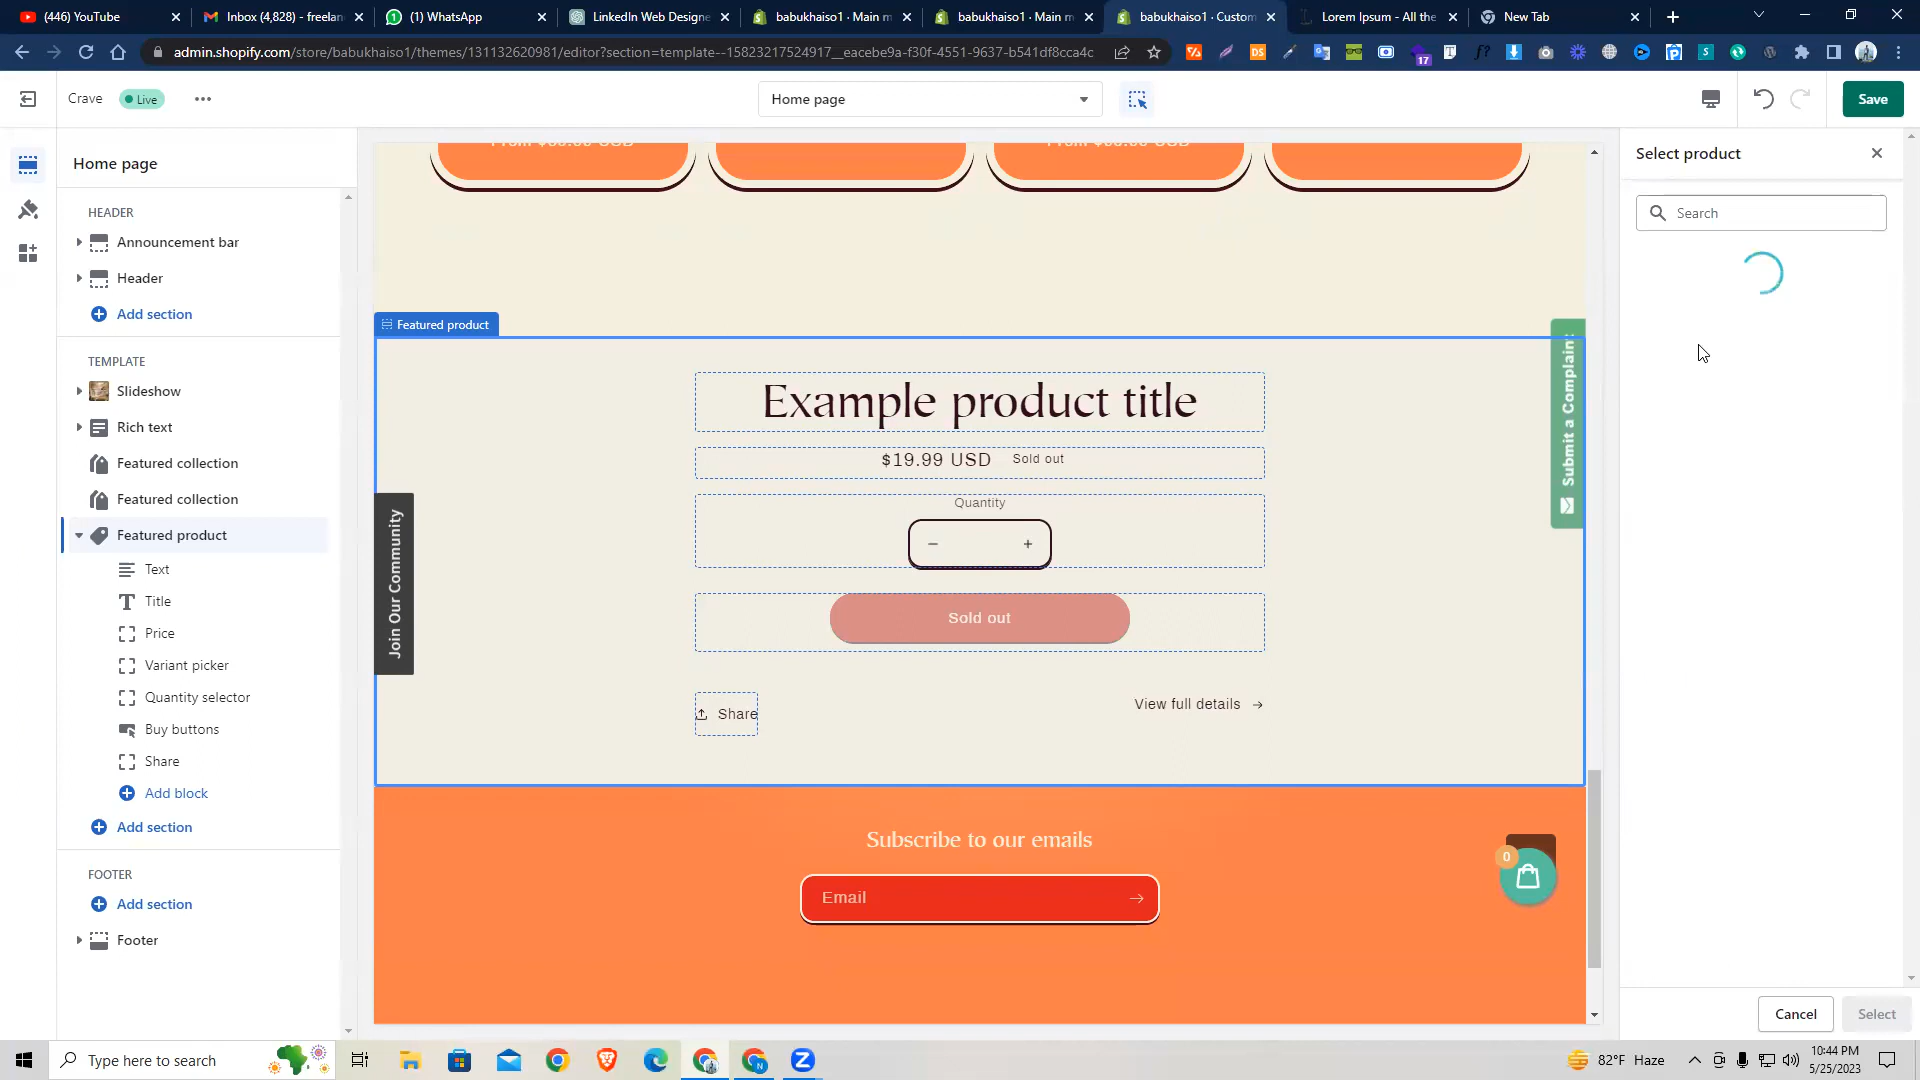 (446) YouTube
Inbox (4,828) - freelan
(1) WhatsApp
LinkedIn Web Designe
babukhaiso1 · Main m
babukhaiso1 · Main m
babukhaiso1 · Custom
Lorem Ipsum - All the
New Tab
admin.shopify.com/store/babukhaiso1/themes/131132620981/editor?section=template--15823217524917__eacebe9a-f30f-4551-9637-b541df8cca4c
17
Crave
Live
Home page
Save
Home page
HEADER
Announcement bar
Header
Add section
TEMPLATE
Slideshow
Rich text
Featured collection
Featured collection
Featured product
Text
Title
Price
Variant picker
Quantity selector
Buy buttons
Share
Add block
Add section
FOOTER
Add section
Footer
Featured product
Example product title
$19.99 USD Sold out
Quantity
Sold out
Share
View full details
Join Our Community
Submit a Complaint
Subscribe to our emails
Email
0
Select product
Search
Cancel
Select
Type here to search
82°F Haze
10:44 PM
5/25/2023